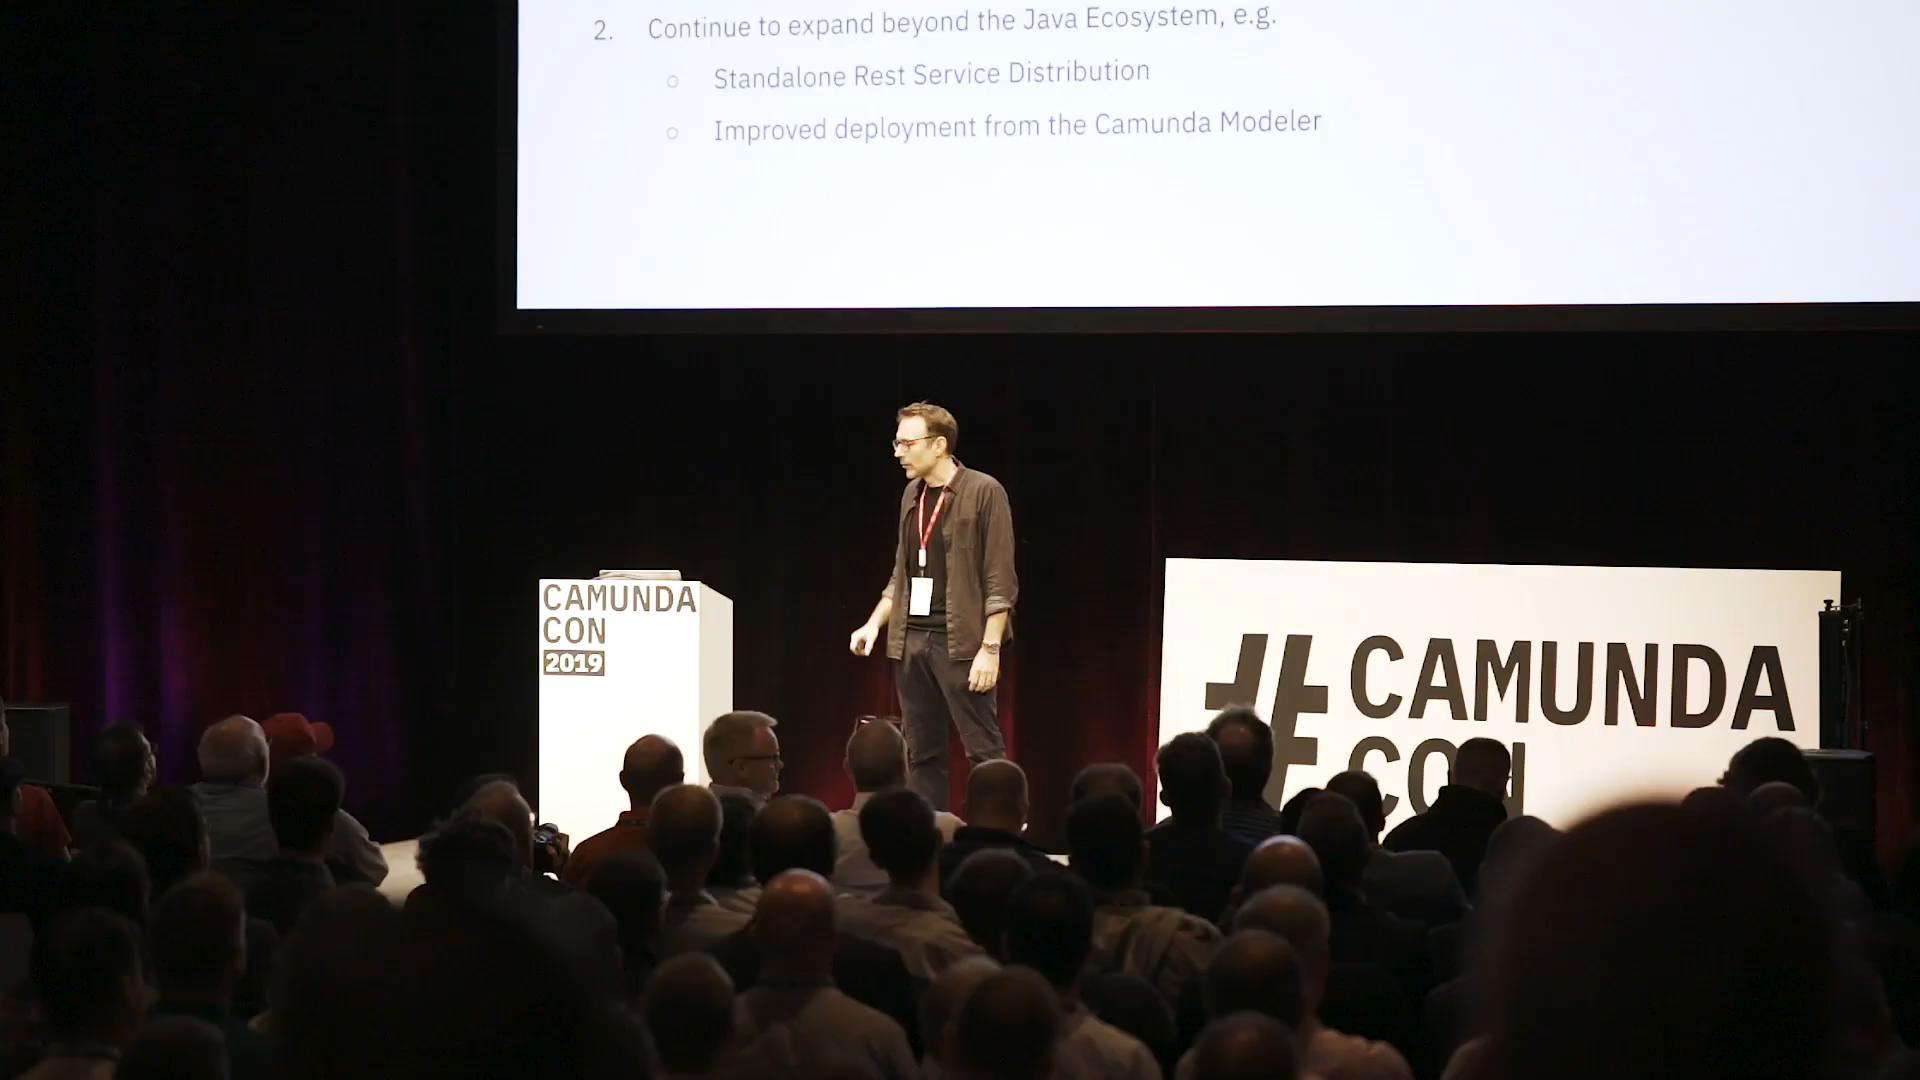 2. Continue to expand beyond the Java Ecosystem, e.g.
○ Standalone Rest Service Distribution
○ Improved deployment from the Camunda Modeler
CAMUNDA
CON
2019
# CAMUNDA
CON